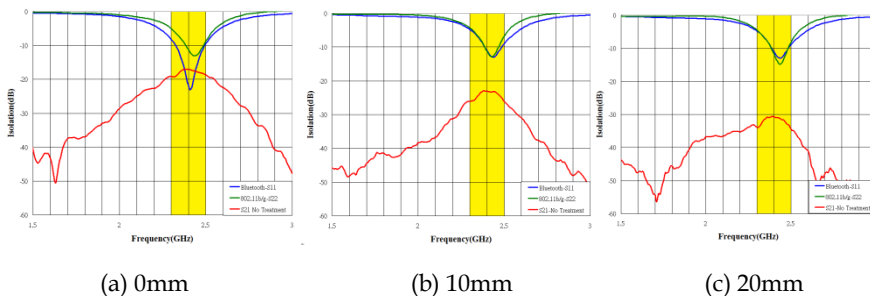 0
-10
-20
-30
-40
-50
-60
Isolation(dB)
Bluetooth-S11
802.11b/g-S22
S21-No Treatment
1.5
2
2.5
3
Frequency(GHz)
(a) 0mm
0
-10
-20
-30
-40
-50
-60
Isolation(dB)
Bluetooth-S11
802.11b/g-S22
S21-No Treatment
1.5
2
2.5
3
Frequency(GHz)
(b) 10mm
0
-10
-20
-30
-40
-50
-60
Isolation(dB)
Bluetooth-S11
802.11b/g-S22
S21-No Treatment
1.5
2
2.5
Frequency(GHz)
(c) 20mm